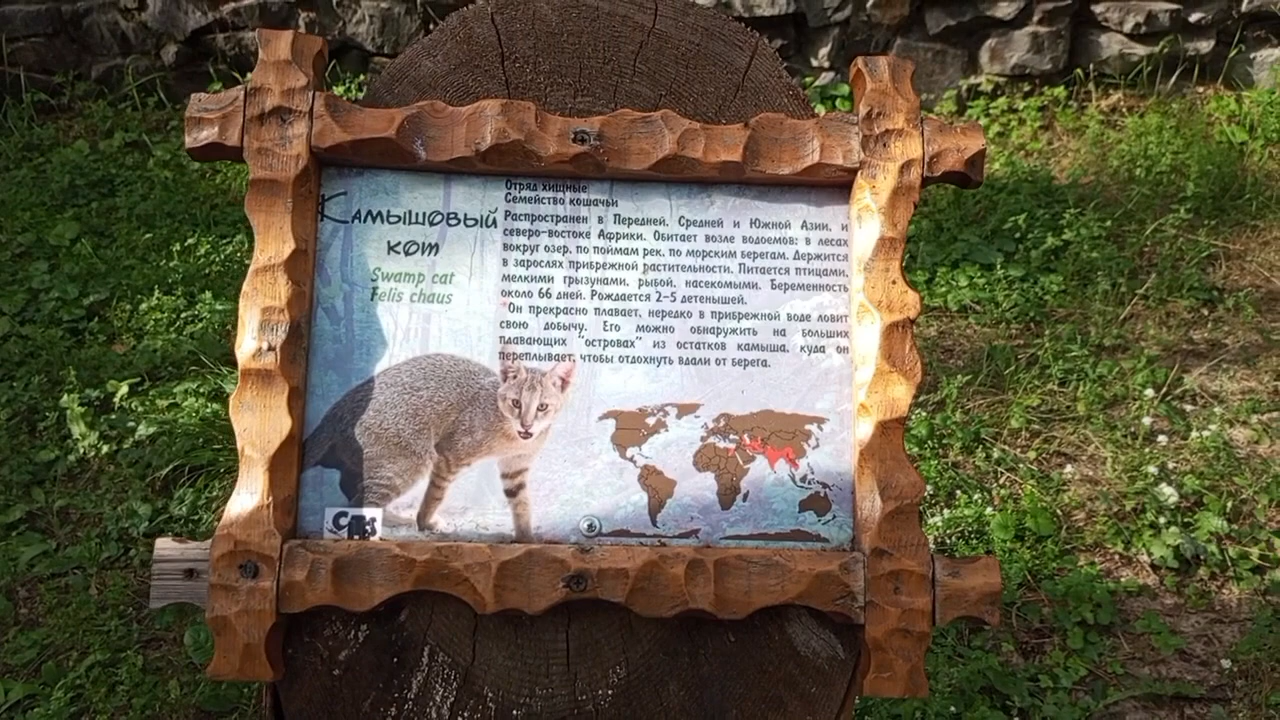 Камышовый
кот
Swamp cat
Felis chaus
Отряд хищные
Семейство кошачьи
Распространен в Передней, Средней и Южной Азии, и
северо-востоке Африки. Обитает возле водоемов: в лесах
вокруг озер, по поймам рек, по морским берегам. Держится
в зарослях прибрежной растительности. Питается птицами,
мелкими грызунами, рыбой, насекомыми. Беременность
около 66 дней. Рождается 2-5 детенышей.
Он прекрасно плавает, нередко в прибрежной воде ловит
свою добычу. Его можно обнаружить на больших
плавающих "островах" из остатков камыша, куда он
переплывает, чтобы отдохнуть вдали от берега.